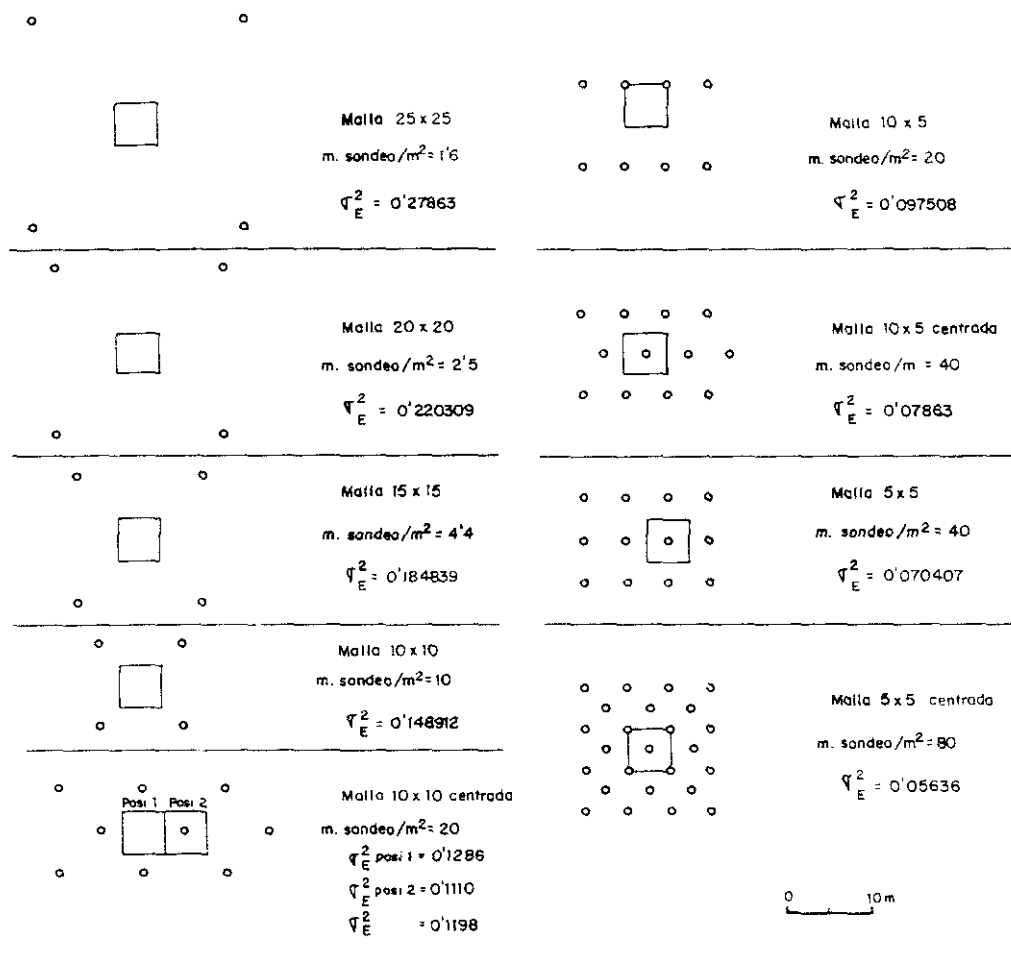 Malla 25 x 25
m. sondeo/m² = 1'6
σ²E = 0'27863
Malla 20 x 20
m. sondeo/m² = 2'5
σ²E = 0'220309
Malla 15 x 15
m. sondeo/m² = 4'4
σ²E = 0'184839
Malla 10 x 10
m. sondeo/m² = 10
σ²E = 0'148912
Posi 1 Posi 2
Malla 10 x 10 centrada
m. sondeo/m² = 20
σ²E posi 1 = 0'1286
σ²E posi 2 = 0'1110
σ²E = 0'1198
Malla 10 x 5
m. sondeo/m² = 20
σ²E = 0'097508
Malla 10 x 5 centrada
m. sondeo/m = 40
σ²E = 0'07863
Malla 5 x 5
m. sondeo/m² = 40
σ²E = 0'070407
Malla 5 x 5 centrada
m. sondeo/m² = 80
σ²E = 0'05636
0 10 m